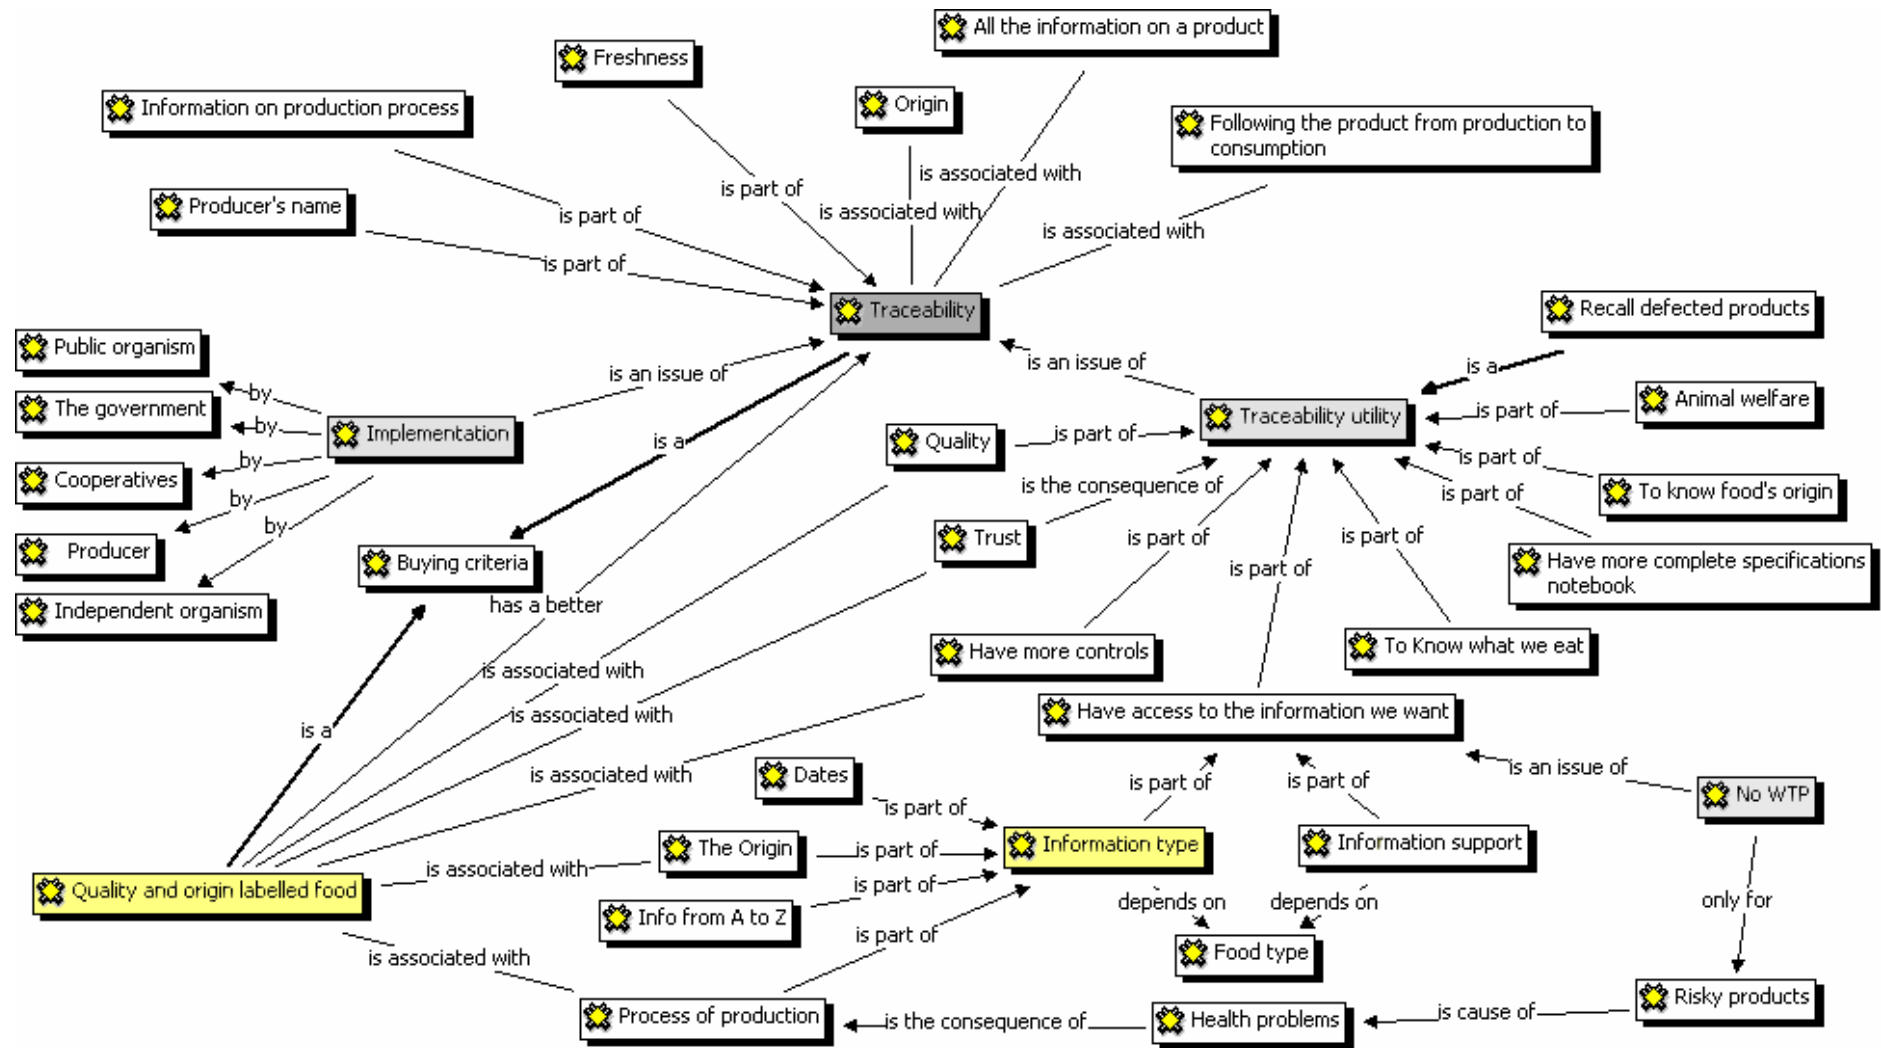 All the information on a product
Freshness
Origin
Information on production process
Following the product from production to
consumption
is associated with
is part of
Producer's name
is part of
is associated with
is associated with
is part of
Traceability
Recall defected products
Public organism
is an issue of
is an issue of
is a
by
The government
Animal welfare
Traceability utility
is part of
by
Implementation
is a
Quality
is part of
by
Cooperatives
is part of
is the consequence of
To know food's origin
is part of
by
by
Producer
Trust
is part of
is part of
Buying criteria
Have more complete specifications
notebook
is part of
has a better
Independent organism
Have more controls
To Know what we eat
is associated with
is associated with
Have access to the information we want
is a
is associated with
Dates
is part of
is part of
is an issue of
No WTP
is part of
The Origin
is part of
Information type
Information support
is associated with
is part of
Quality and origin labelled food
depends on
depends on
only for
Info from A to Z
is part of
Food type
is associated with
Process of production
is the consequence of
Health problems
is cause of
Risky products